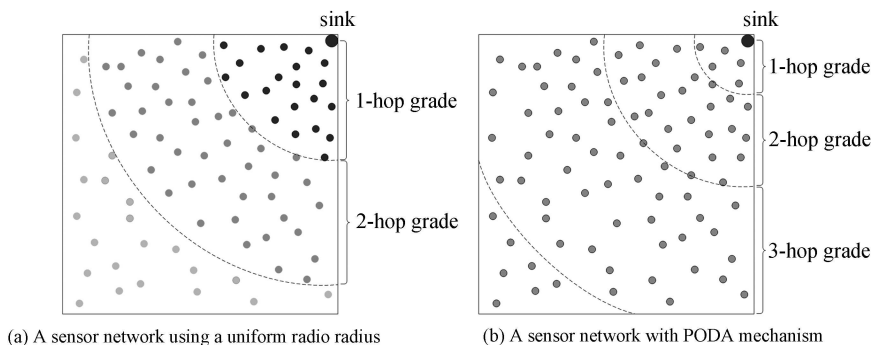 sink
1-hop grade
2-hop grade
(a) A sensor network using a uniform radio radius
sink
1-hop grade
2-hop grade
3-hop grade
(b) A sensor network with PODA mechanism